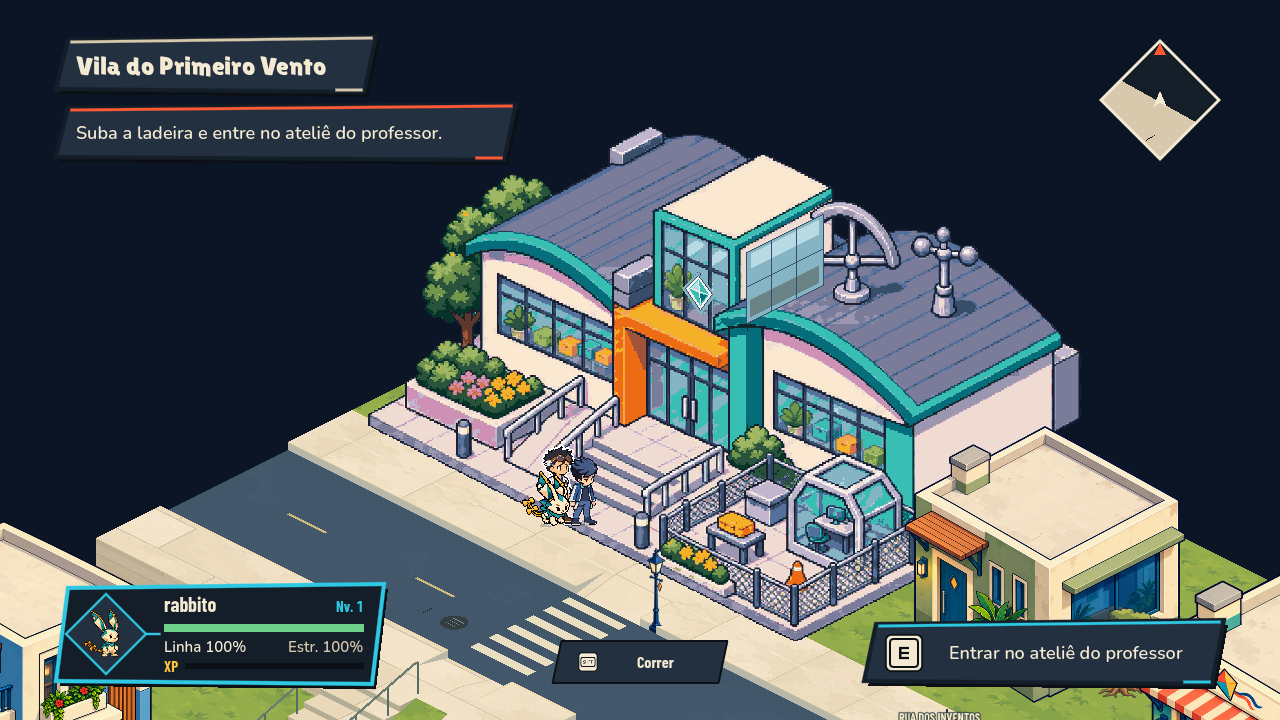 Vila do Primeiro Vento
Suba a ladeira e entre no ateliê do professor.
rabbito
Nv. 1
Linha 100%
Estr. 100%
XP
Correr
E
Entrar no ateliê do professor
RUA DOS INVENTOS